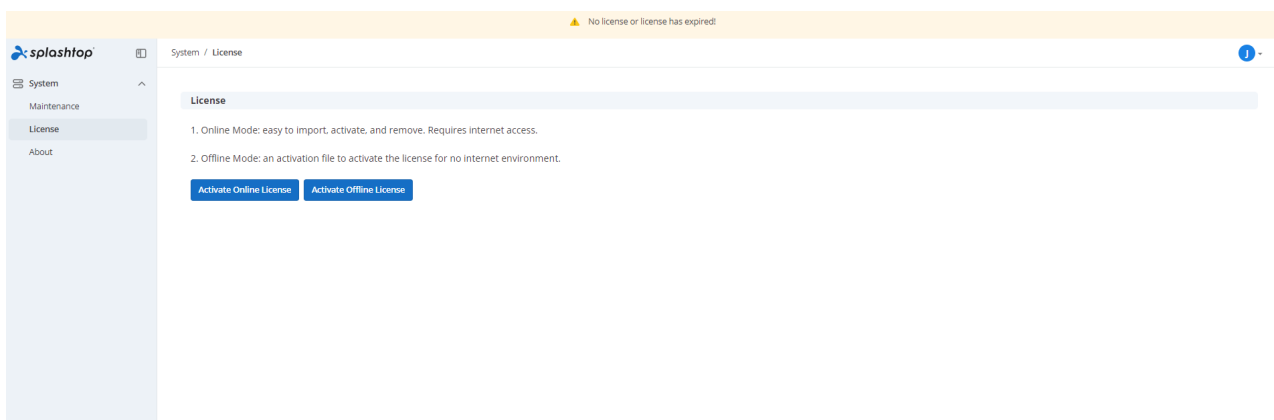 No license or license has expired!
splashtop
System / License
J
System
Maintenance
License
About
License
1. Online Mode: easy to import, activate, and remove. Requires internet access.
2. Offline Mode: an activation file to activate the license for no internet environment.
Activate Online License
Activate Offline License